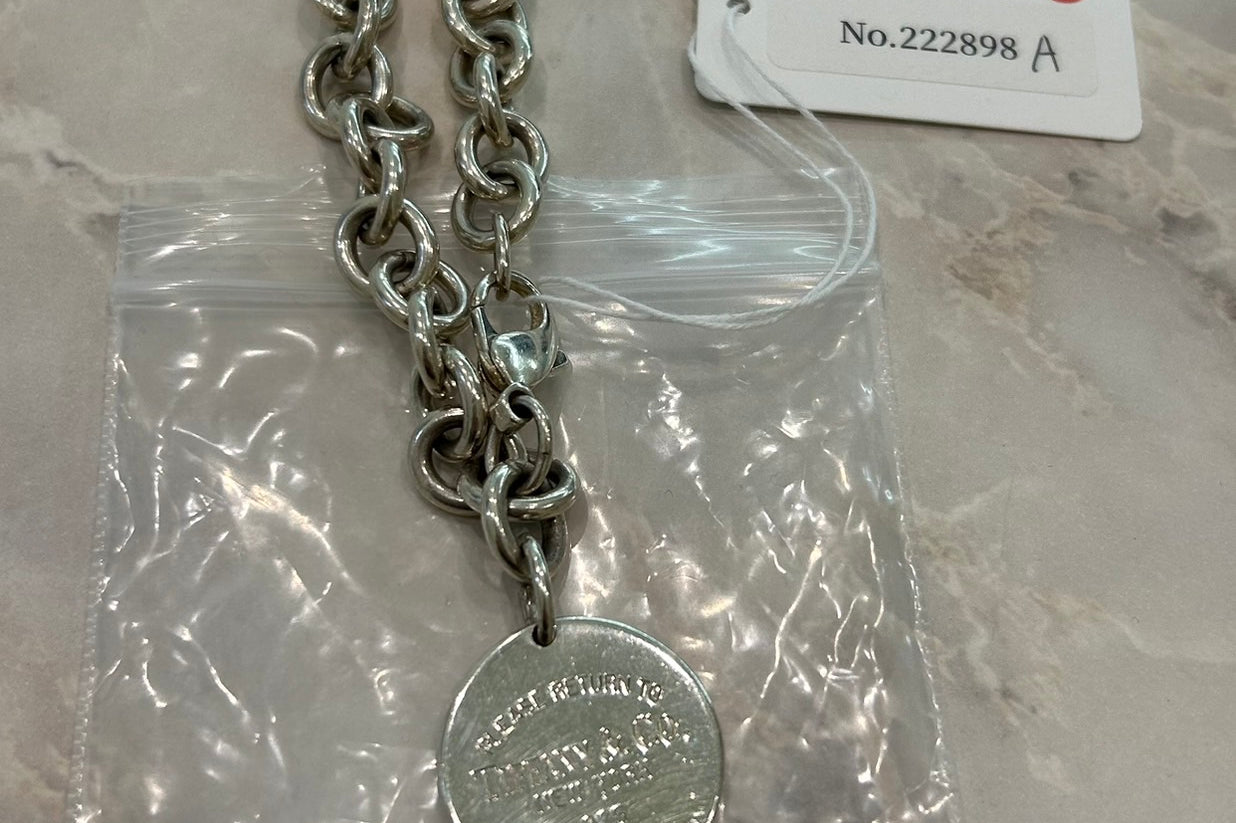 No.222898 A
PLEASE RETURN TO
TIFFANY & CO.
NEW YORK